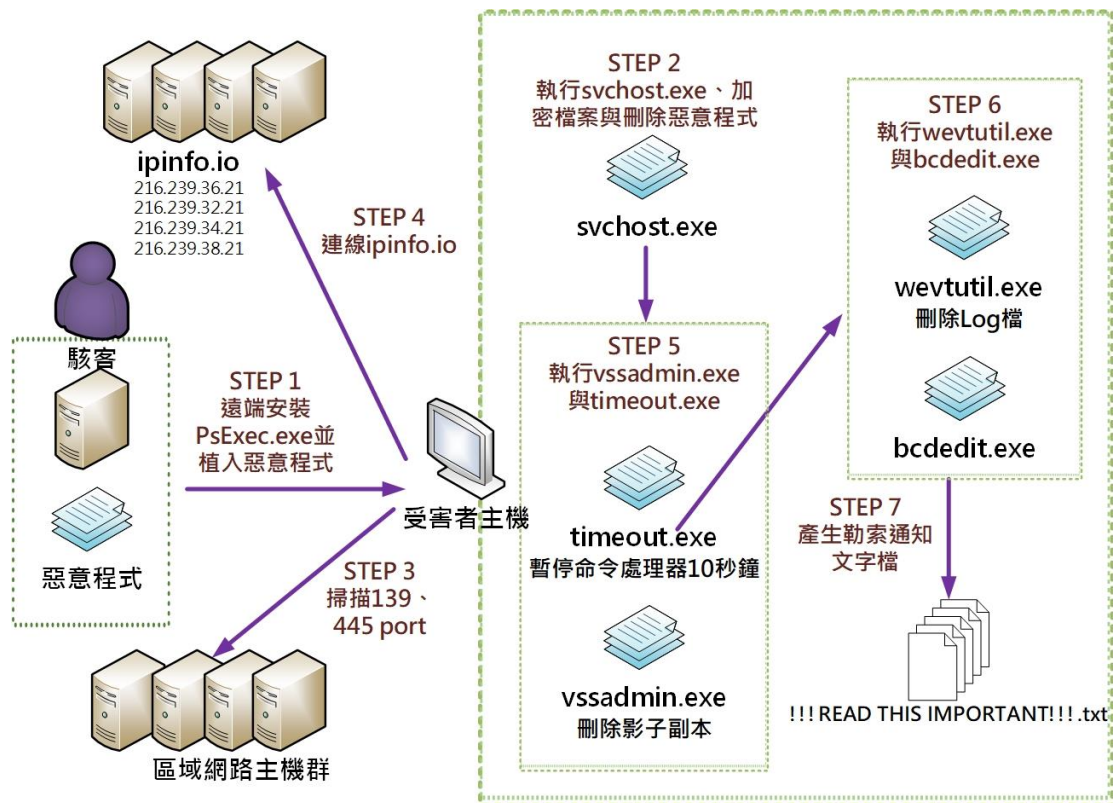 ipinfo.io
216.239.36.21
216.239.32.21
216.239.34.21
216.239.38.21
STEP 4
連線ipinfo.io
駭客
惡意程式
STEP 1
遠端安裝
PsExec.exe並
植入惡意程式
受害者主機
STEP 3
掃描139、
445 port
區域網路主機群
STEP 2
執行svchost.exe、加
密檔案與刪除惡意程式
svchost.exe
STEP 5
執行vssadmin.exe
與timeout.exe
timeout.exe
暫停命令處理器10秒鐘
vssadmin.exe
刪除影子副本
STEP 6
執行wevtutil.exe
與bcdedit.exe
wevtutil.exe
刪除Log檔
bcdedit.exe
STEP 7
產生勒索通知
文字檔
!!!READ THIS IMPORTANT!!!.txt